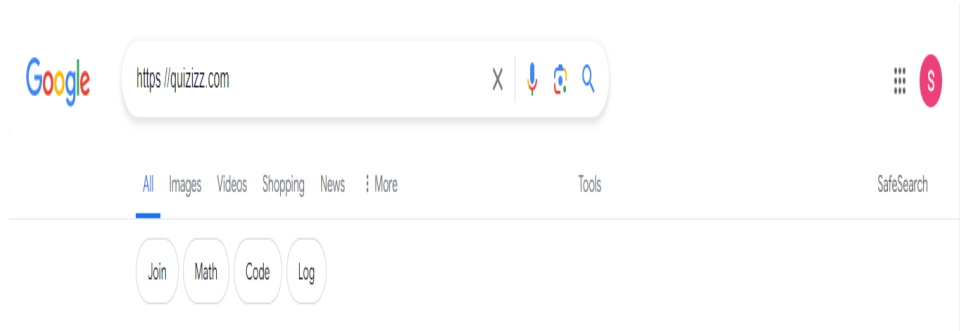 Google https //quizizz.com S
All Images Videos Shopping News More Tools SafeSearch
Join Math Code Log